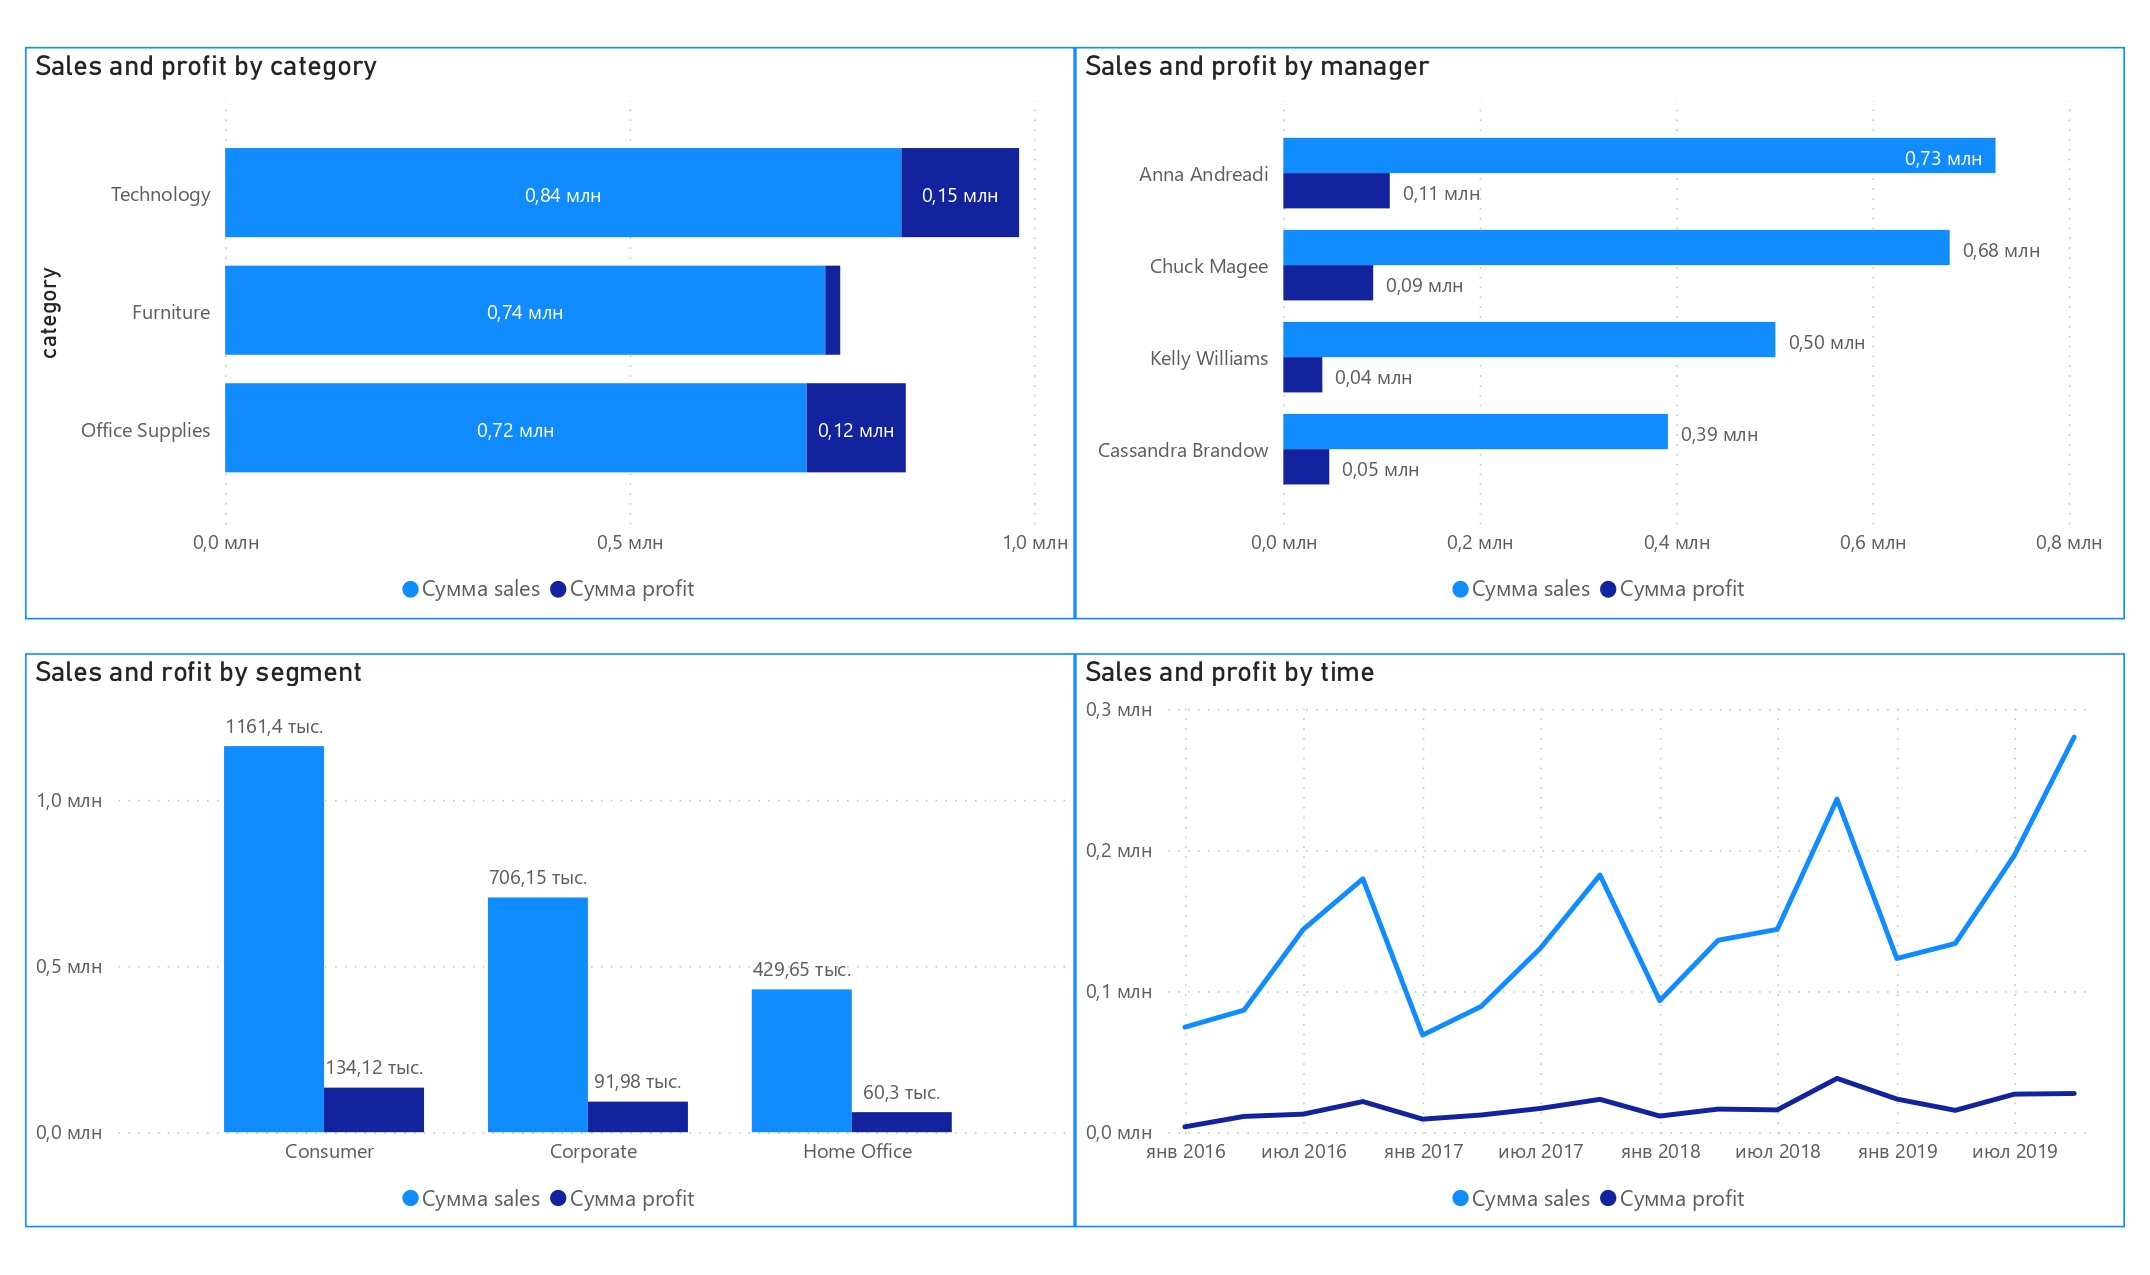 Sales and profit by category
category
Technology
0,84 млн
0,15 млн
Furniture
0,74 млн
Office Supplies
0,72 млн
0,12 млн
0,0 млн
0,5 млн
1,0 млн
Сумма sales
Сумма profit
Sales and profit by manager
Anna Andreadi
0,73 млн
0,11 млн
Chuck Magee
0,68 млн
0,09 млн
Kelly Williams
0,50 млн
0,04 млн
Cassandra Brandow
0,39 млн
0,05 млн
0,0 млн
0,2 млн
0,4 млн
0,6 млн
0,8 млн
Сумма sales
Сумма profit
Sales and rofit by segment
1161,4 тыс.
1,0 млн
706,15 тыс.
0,5 млн
429,65 тыс.
134,12 тыс.
91,98 тыс.
60,3 тыс.
0,0 млн
Consumer
Corporate
Home Office
Сумма sales
Сумма profit
Sales and profit by time
0,3 млн
0,2 млн
0,1 млн
0,0 млн
янв 2016
июл 2016
янв 2017
июл 2017
янв 2018
июл 2018
янв 2019
июл 2019
Сумма sales
Сумма profit